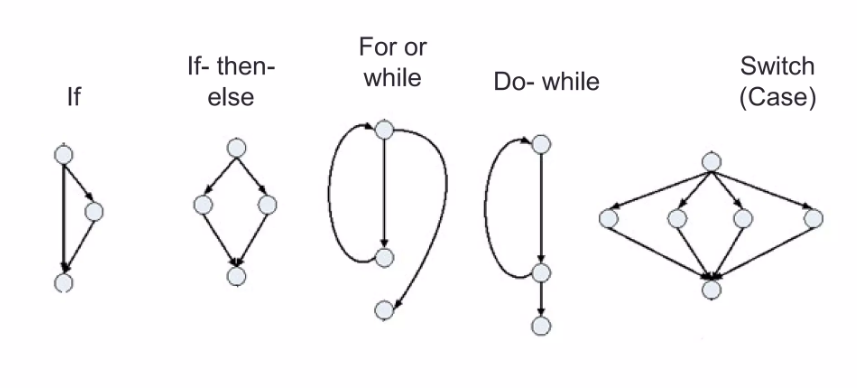 If
If- then-
else
For or
while
Do- while
Switch
(Case)